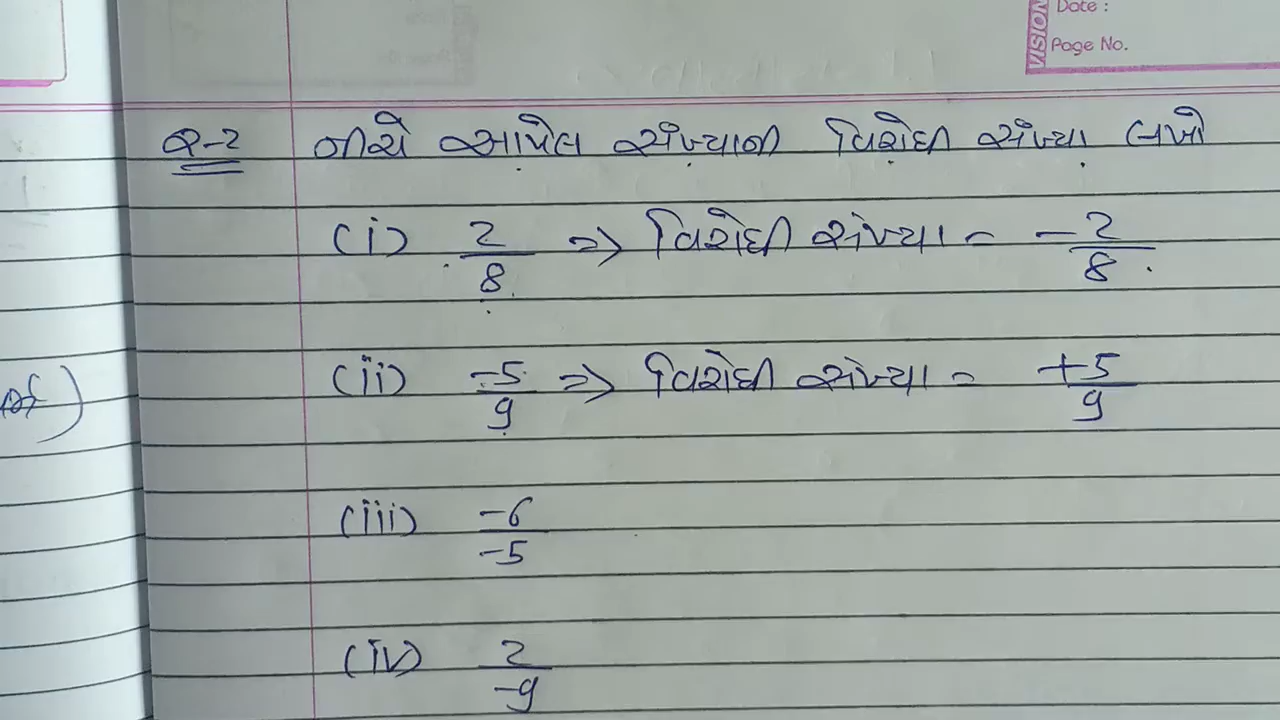 Date :
Page No.
VISION
Q-2 નીચે આપેલ સંખ્યાની વિરોધી સંખ્યા લખો
(i) 2/8 => વિરોધી સંખ્યા = -2/8
(ii) -5/9 => વિરોધી સંખ્યા = +5/9
(iii) -6/-5
(iv) 2/-9